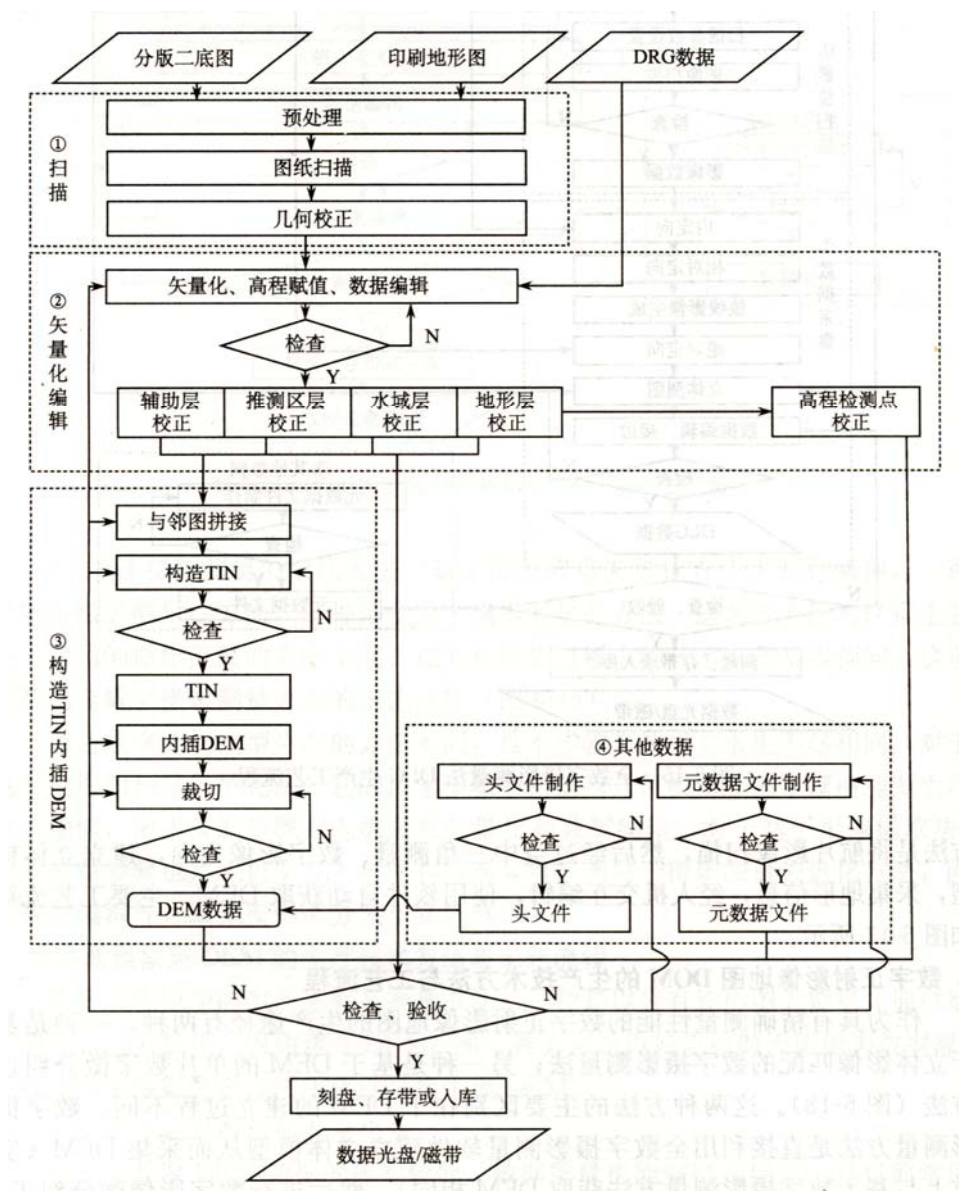 分版二底图
印刷地形图
DRG数据
①扫描
预处理
图纸扫描
几何校正
②矢量化编辑
矢量化、高程赋值、数据编辑
检查
N
Y
辅助层校正
推测区层校正
水域层校正
地形层校正
高程检测点校正
③构造TIN内插DEM
与邻图拼接
构造TIN
检查
N
Y
TIN
内插DEM
裁切
检查
N
Y
DEM数据
④其他数据
头文件制作
检查
N
Y
头文件
元数据文件制作
检查
N
Y
元数据文件
N
检查、验收
N
Y
刻盘、存带或入库
数据光盘/磁带